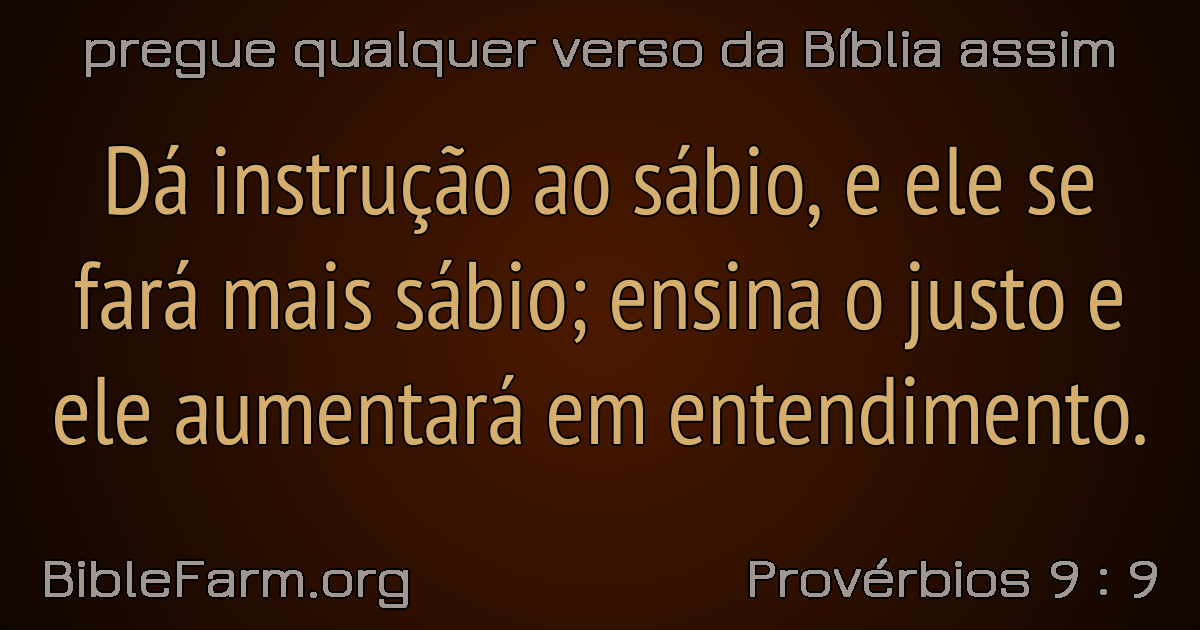 pregue qualquer verso da Bíblia assim
Dá instrução ao sábio, e ele se
fará mais sábio; ensina o justo e
ele aumentará em entendimento.
BibleFarm.org
Provérbios 9 : 9